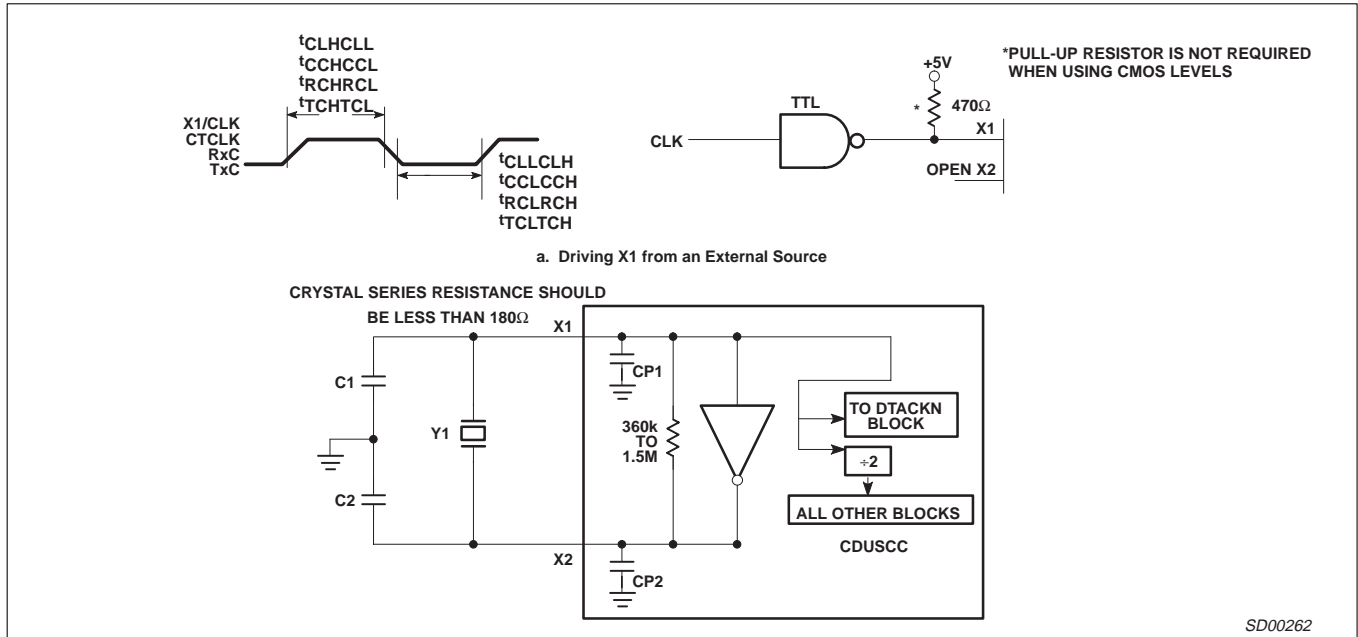 tCLHCLL
tCCHCCL
tRCHRCL
tTCHTCL
X1/CLK
CTCLK
RxC
TxC
tCLLCLH
tCCLCCH
tRCLRCH
tTCLTCH
CLK
TTL
+5V
*
470Ω
X1
OPEN X2
*PULL-UP RESISTOR IS NOT REQUIRED
WHEN USING CMOS LEVELS
a. Driving X1 from an External Source
CRYSTAL SERIES RESISTANCE SHOULD
BE LESS THAN 180Ω
X1
C1
Y1
C2
X2
CP1
360k
TO
1.5M
CP2
TO DTACKN
BLOCK
÷2
ALL OTHER BLOCKS
CDUSCC
SD00262